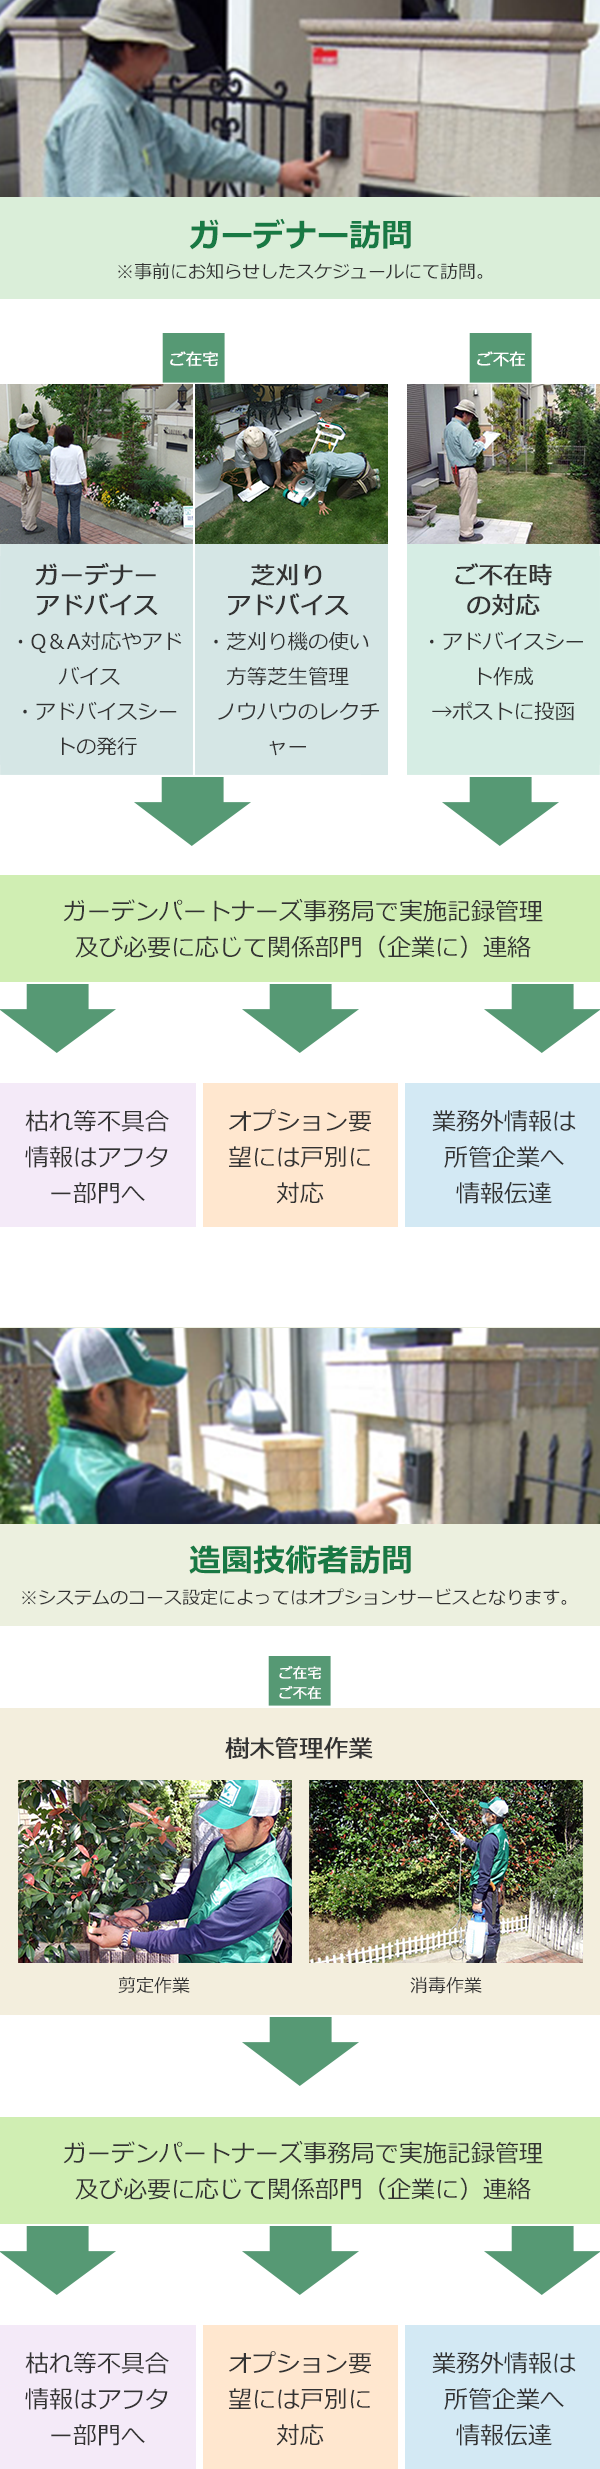 ガーデナー訪問
※事前にお知らせしたスケジュールにて訪問。
ご在宅
ガーデナー
アドバイス
・Q＆A対応やアド
バイス
・アドバイスシー
トの発行
芝刈り
アドバイス
・芝刈り機の使い
方等芝生管理
ノウハウのレクチ
ャー
ご不在
ご不在時
の対応
・アドバイスシー
ト作成
→ポストに投函
ガーデンパートナーズ事務局で実施記録管理
及び必要に応じて関係部門（企業に）連絡
枯れ等不具合
情報はアフタ
ー部門へ
オプション要
望には戸別に
対応
業務外情報は
所管企業へ
情報伝達
造園技術者訪問
※システムのコース設定によってはオプションサービスとなります。
ご在宅
ご不在
樹木管理作業
剪定作業
消毒作業
ガーデンパートナーズ事務局で実施記録管理
及び必要に応じて関係部門（企業に）連絡
枯れ等不具合
情報はアフタ
ー部門へ
オプション要
望には戸別に
対応
業務外情報は
所管企業へ
情報伝達